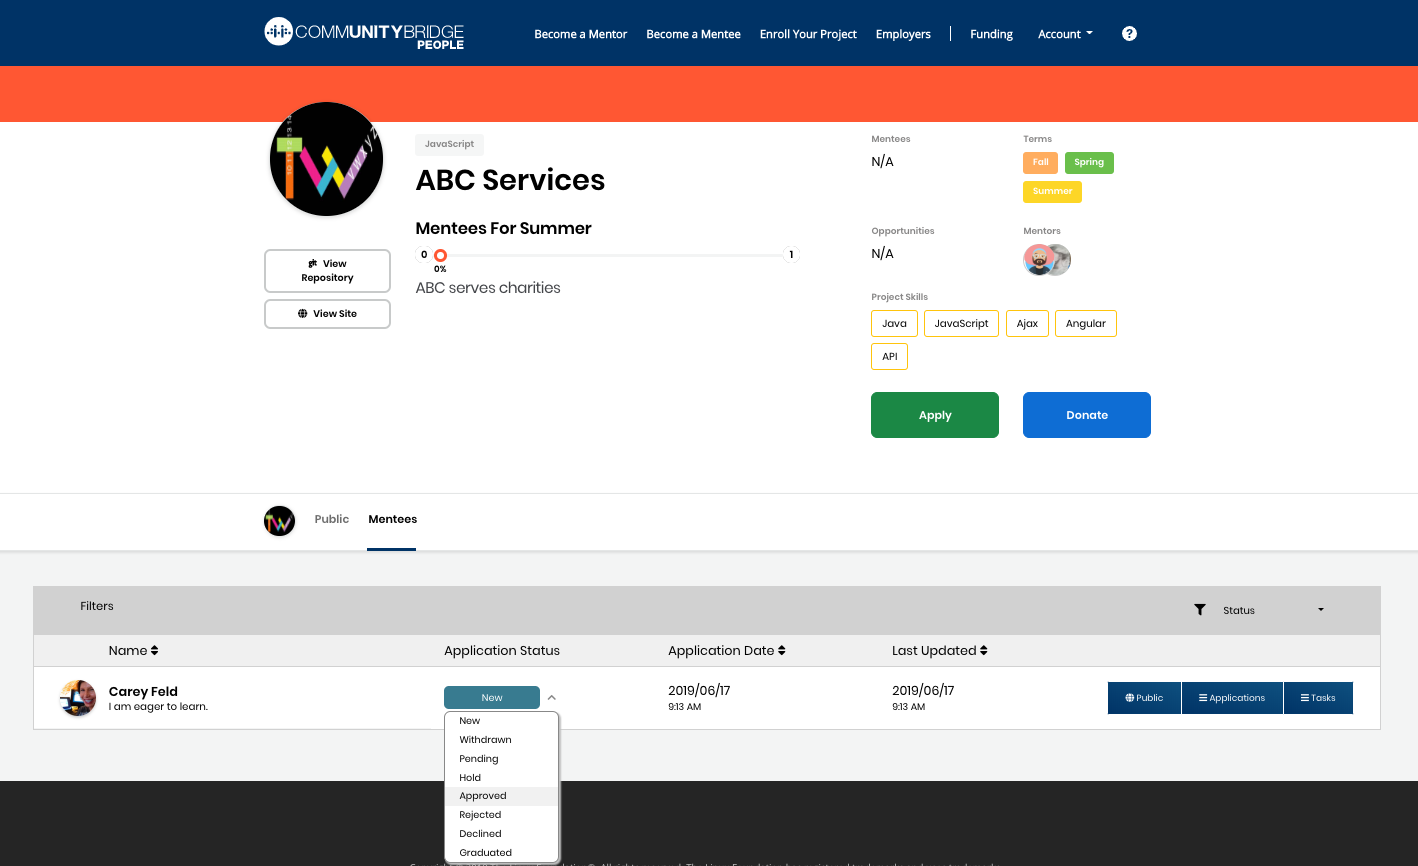 COMMUNITYBRIDGE
PEOPLE
Become a Mentor Become a Mentee Enroll Your Project Employers Funding Account ?
JavaScript
ABC Services
Mentees For Summer
0 1
0%
ABC serves charities
View
Repository
View Site
Mentees Terms
N/A Fall Spring
Summer
Opportunities Mentors
N/A
Project Skills
Java JavaScript Ajax Angular
API
Apply Donate
Public Mentees
Filters Status
Name Application Status Application Date Last Updated
Carey Feld New 2019/06/17 2019/06/17 Public Applications Tasks
I am eager to learn. 9:13 AM 9:13 AM
New
Withdrawn
Pending
Hold
Approved
Rejected
Declined
Graduated